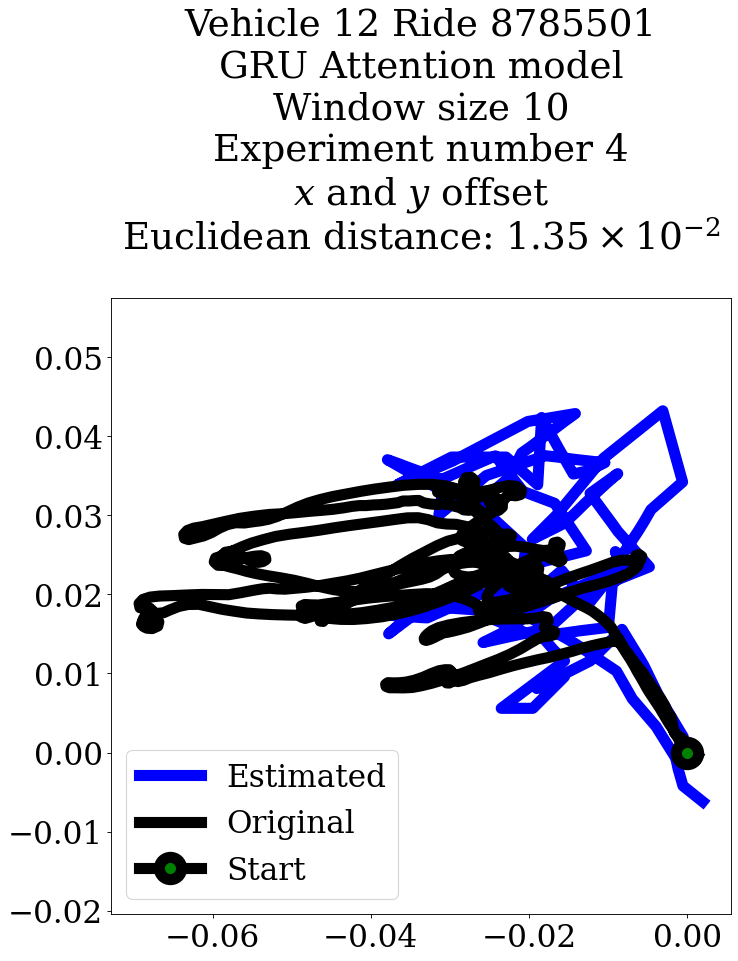 Vehicle 12 Ride 8785501
GRU Attention model
Window size 10
Experiment number 4
x and y offset
Euclidean distance: 1.35 × 10⁻²
0.05
0.04
0.03
0.02
0.01
0.00
−0.01
−0.02
Estimated
Original
Start
−0.06 −0.04 −0.02 0.00